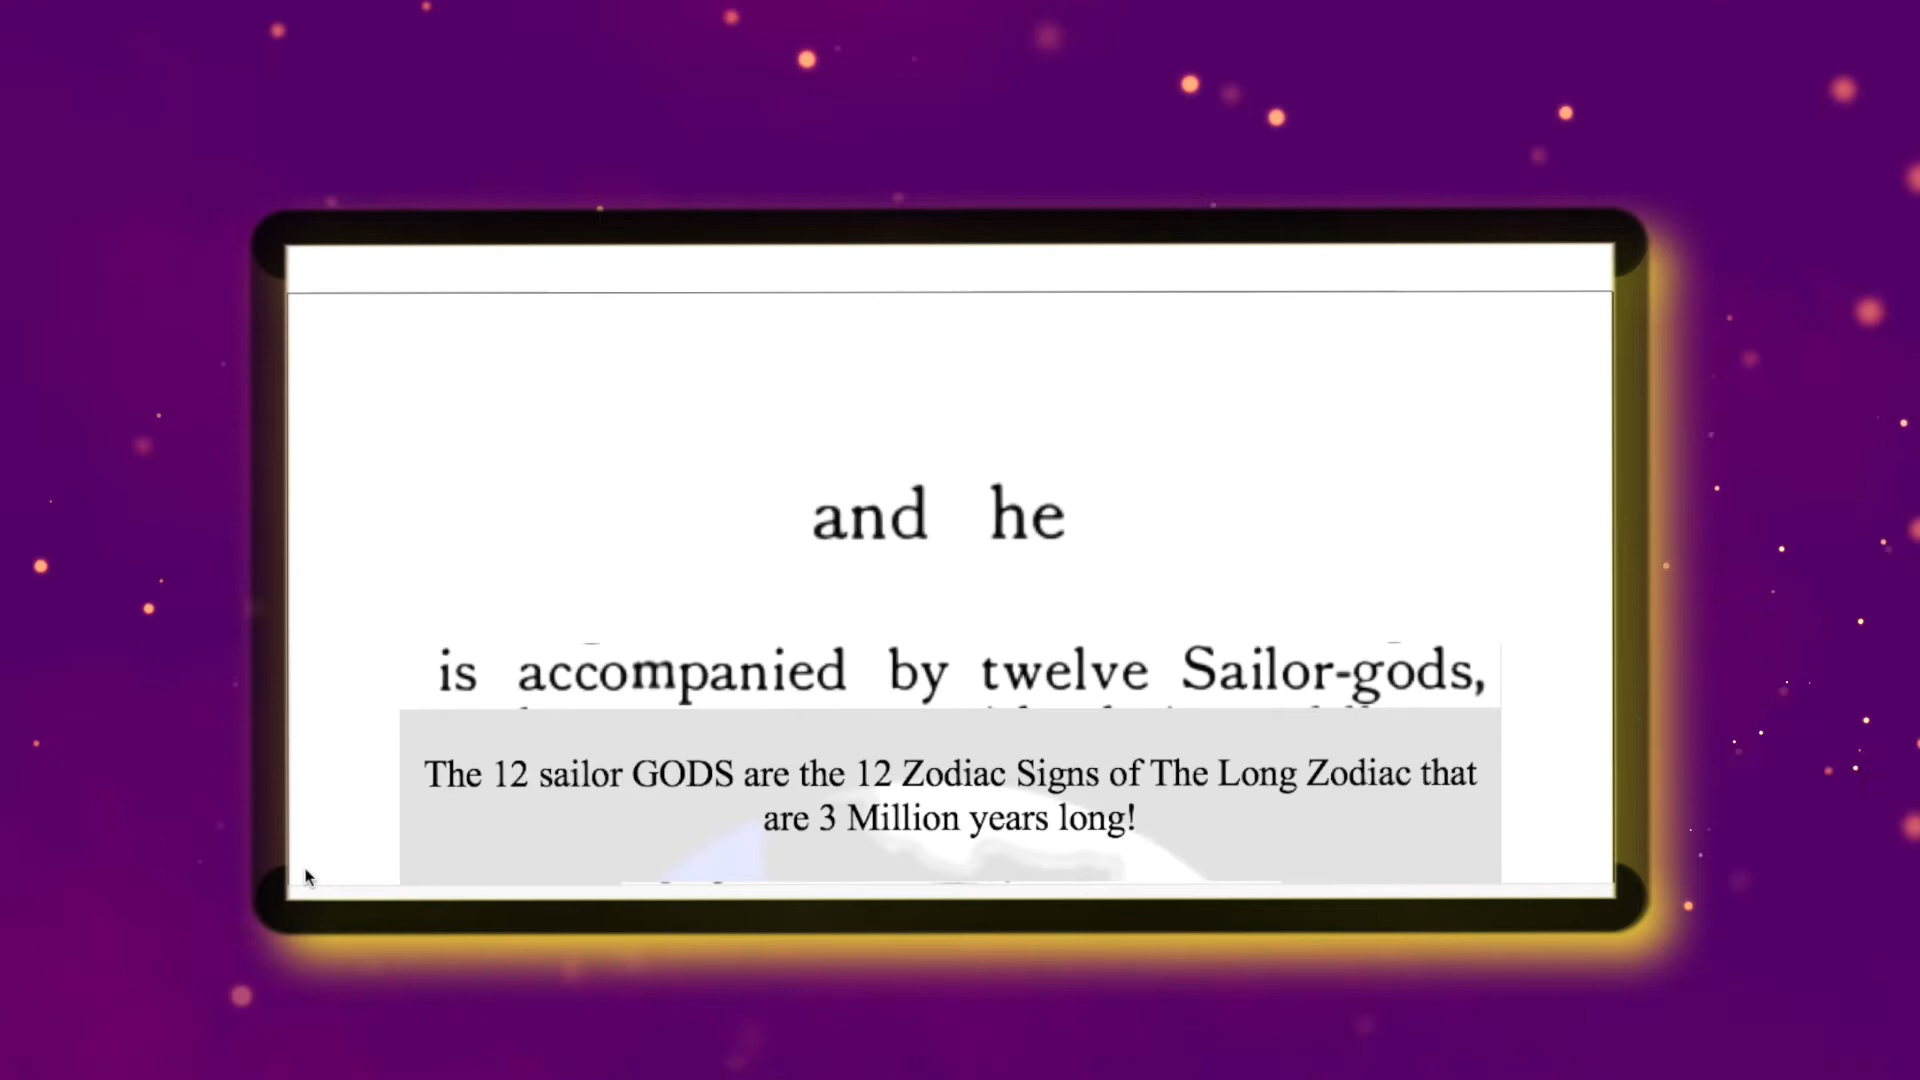 and he
is accompanied by twelve Sailor-gods,
The 12 sailor GODS are the 12 Zodiac Signs of The Long Zodiac that
are 3 Million years long!